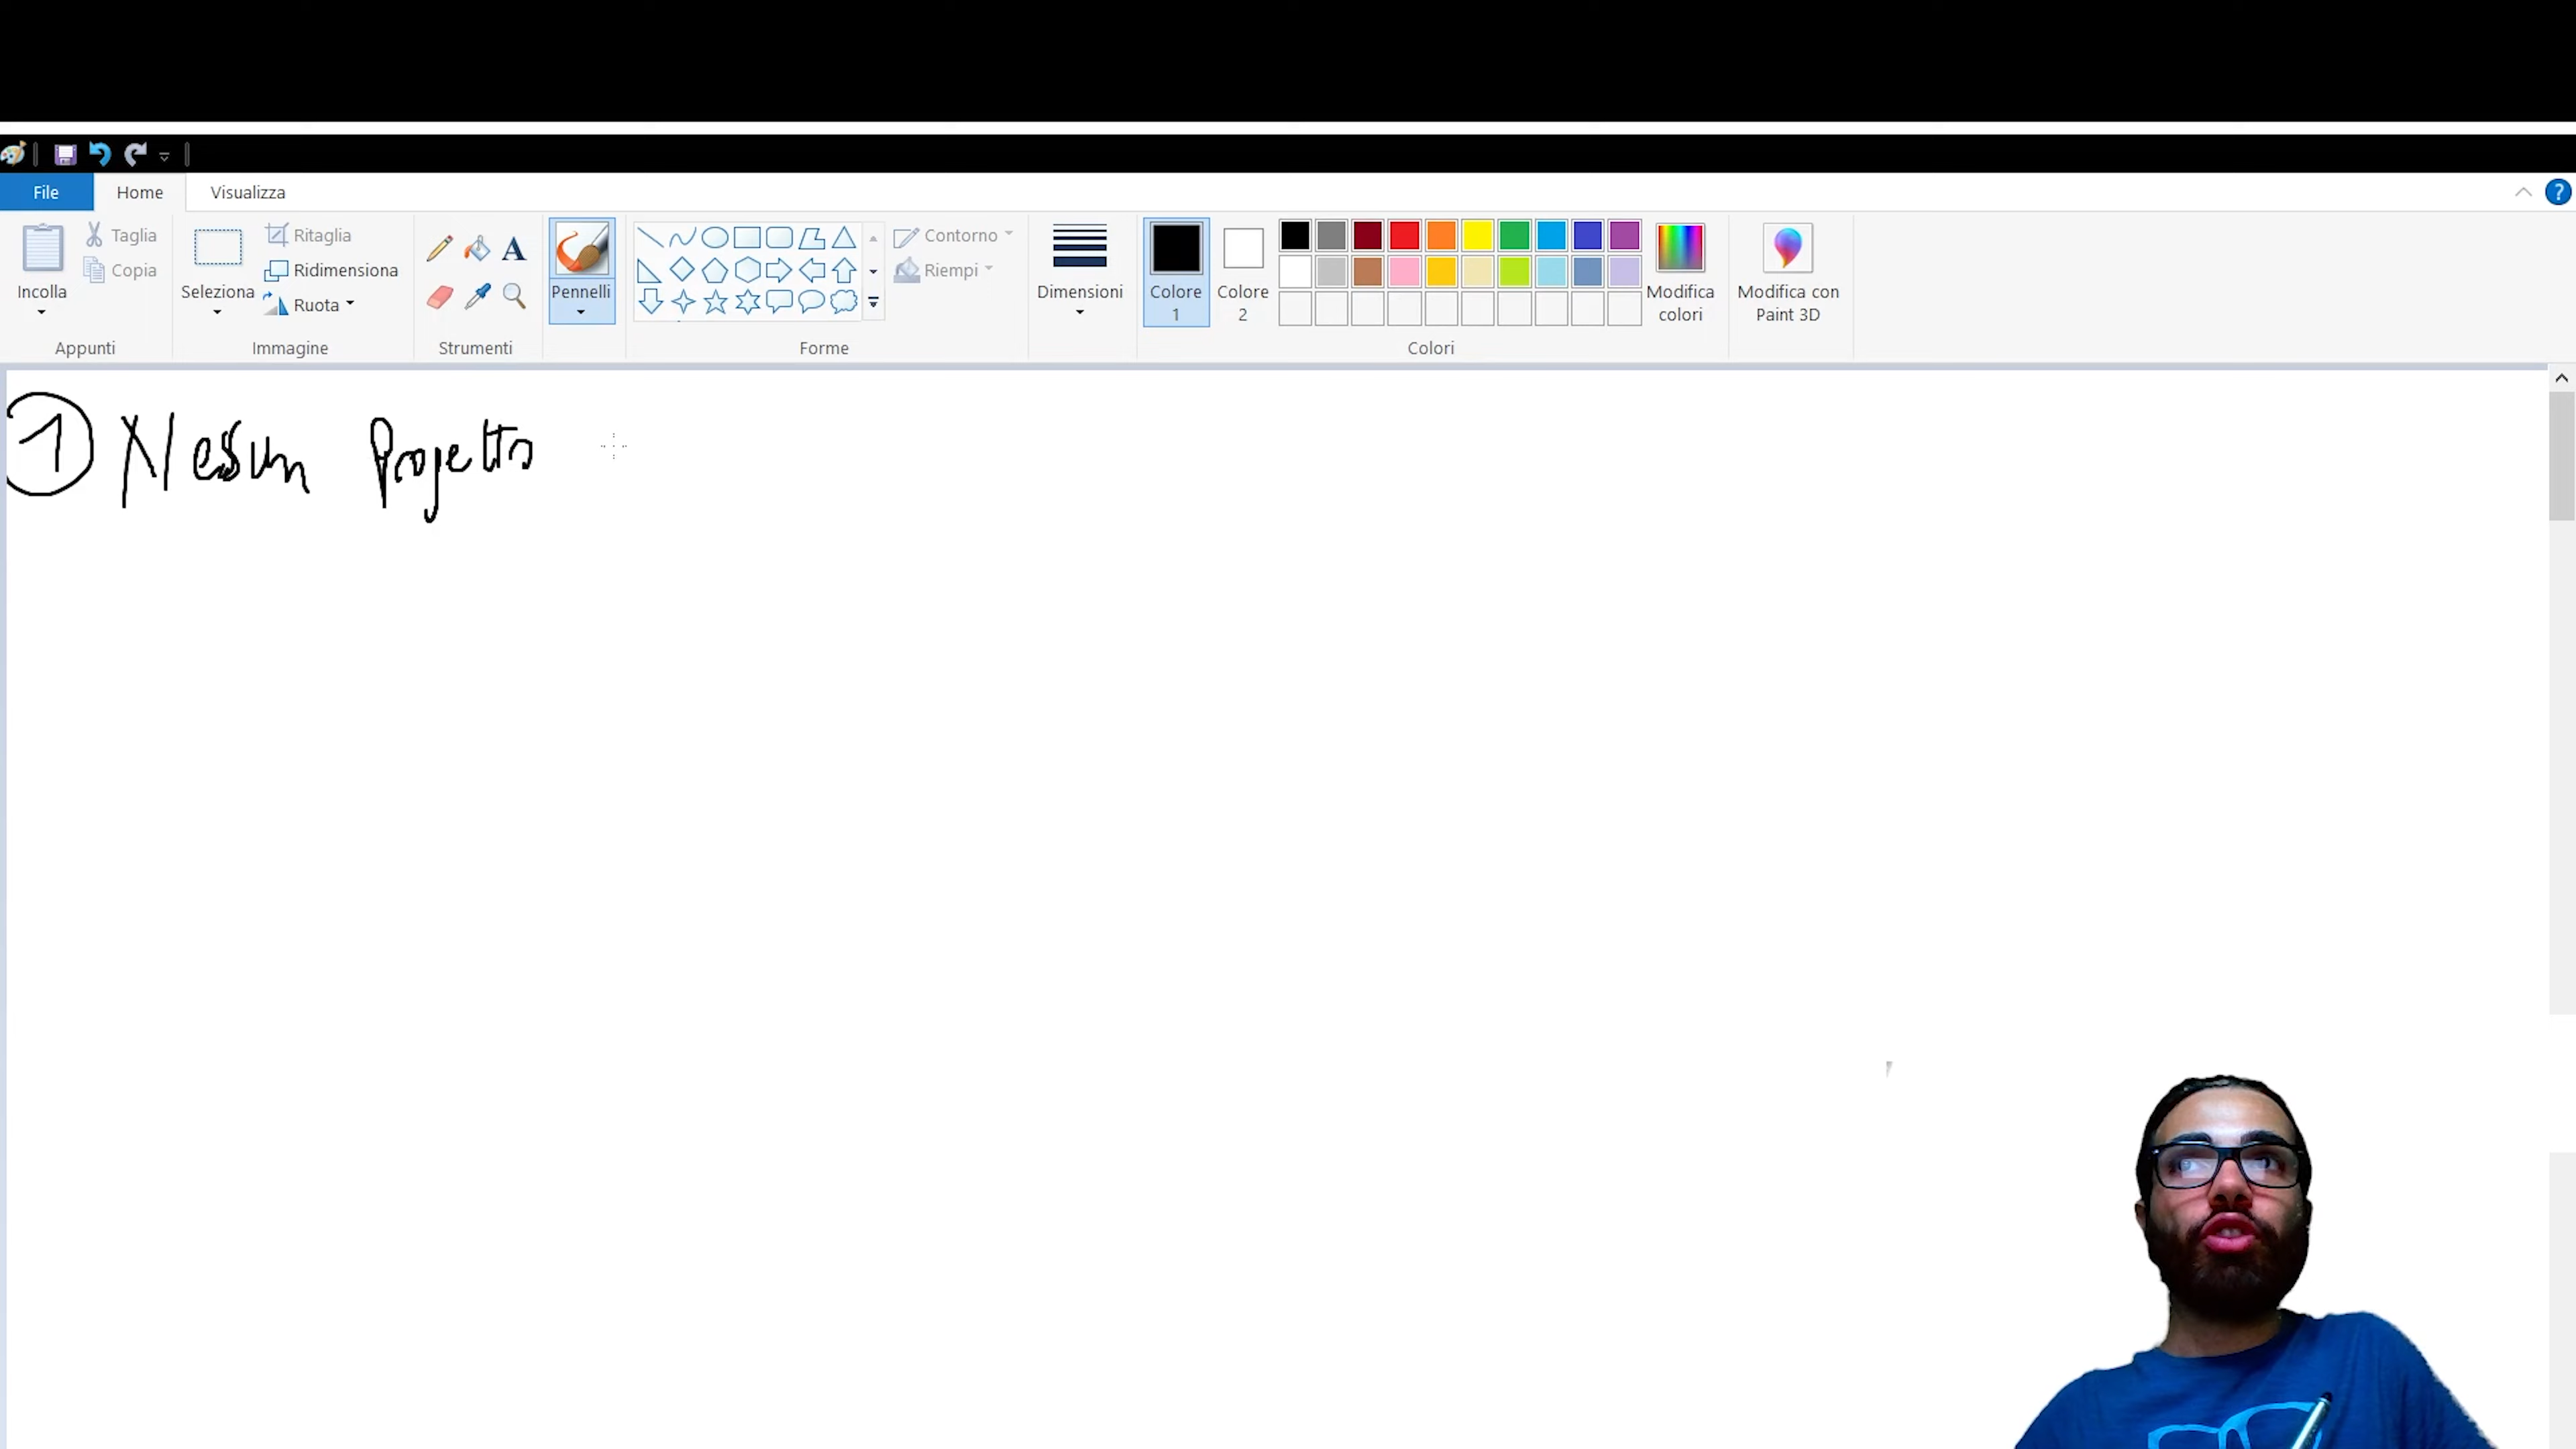 File Home Visualizza
Taglia Ritaglia Contorno
Copia Ridimensiona Riempi
Incolla Seleziona Ruota Pennelli Dimensioni Colore 1 Colore 2 Modifica colori Modifica con Paint 3D
Appunti Immagine Strumenti Forme Colori
1 Nessun Progetto